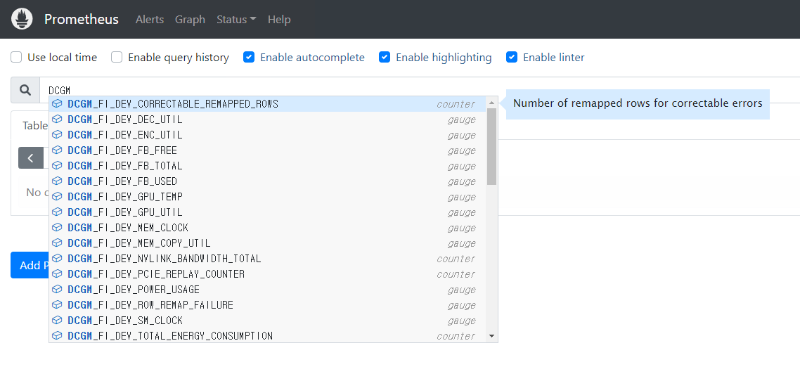 Prometheus Alerts Graph Status Help
Use local time Enable query history Enable autocomplete Enable highlighting Enable linter
DCGM
DCGM_FI_DEV_CORRECTABLE_REMAPPED_ROWS counter Number of remapped rows for correctable errors
Table DCGM_FI_DEV_DEC_UTIL gauge
DCGM_FI_DEV_ENC_UTIL gauge
DCGM_FI_DEV_FB_FREE gauge
DCGM_FI_DEV_FB_TOTAL gauge
DCGM_FI_DEV_FB_USED gauge
No DCGM_FI_DEV_GPU_TEMP gauge
DCGM_FI_DEV_GPU_UTIL gauge
DCGM_FI_DEV_MEM_CLOCK gauge
DCGM_FI_DEV_MEM_COPY_UTIL gauge
DCGM_FI_DEV_NVLINK_BANDWIDTH_TOTAL counter
Add DCGM_FI_DEV_PCIE_REPLAY_COUNTER counter
DCGM_FI_DEV_POWER_USAGE gauge
DCGM_FI_DEV_ROW_REMAP_FAILURE gauge
DCGM_FI_DEV_SM_CLOCK gauge
DCGM_FI_DEV_TOTAL_ENERGY_CONSUMPTION counter